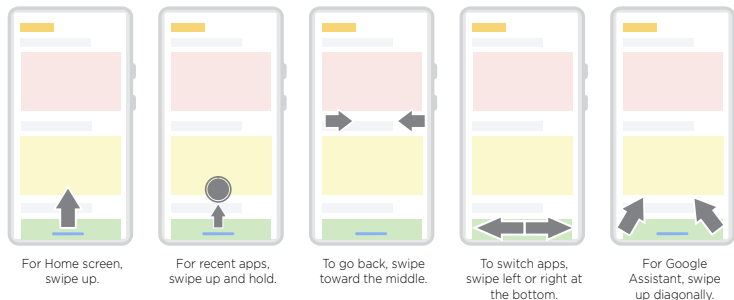 For Home screen,
swipe up.
For recent apps,
swipe up and hold.
To go back, swipe
toward the middle.
To switch apps,
swipe left or right at
the bottom.
For Google
Assistant, swipe
up diagonally.